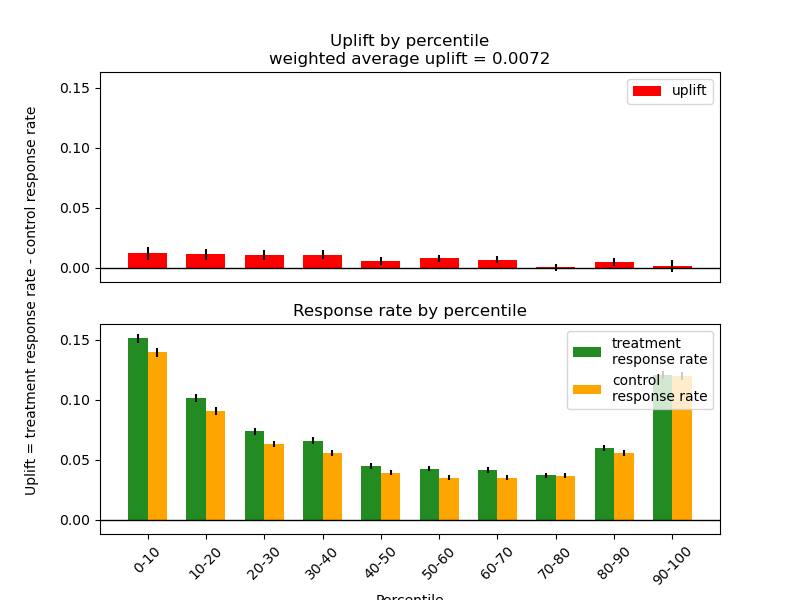 Uplift by percentile
weighted average uplift = 0.0072
uplift
0.15
0.10
0.05
0.00
Uplift = treatment response rate - control response rate
Response rate by percentile
treatment
response rate
control
response rate
0.15
0.10
0.05
0.00
0-10
10-20
20-30
30-40
40-50
50-60
60-70
70-80
80-90
90-100
Percentile